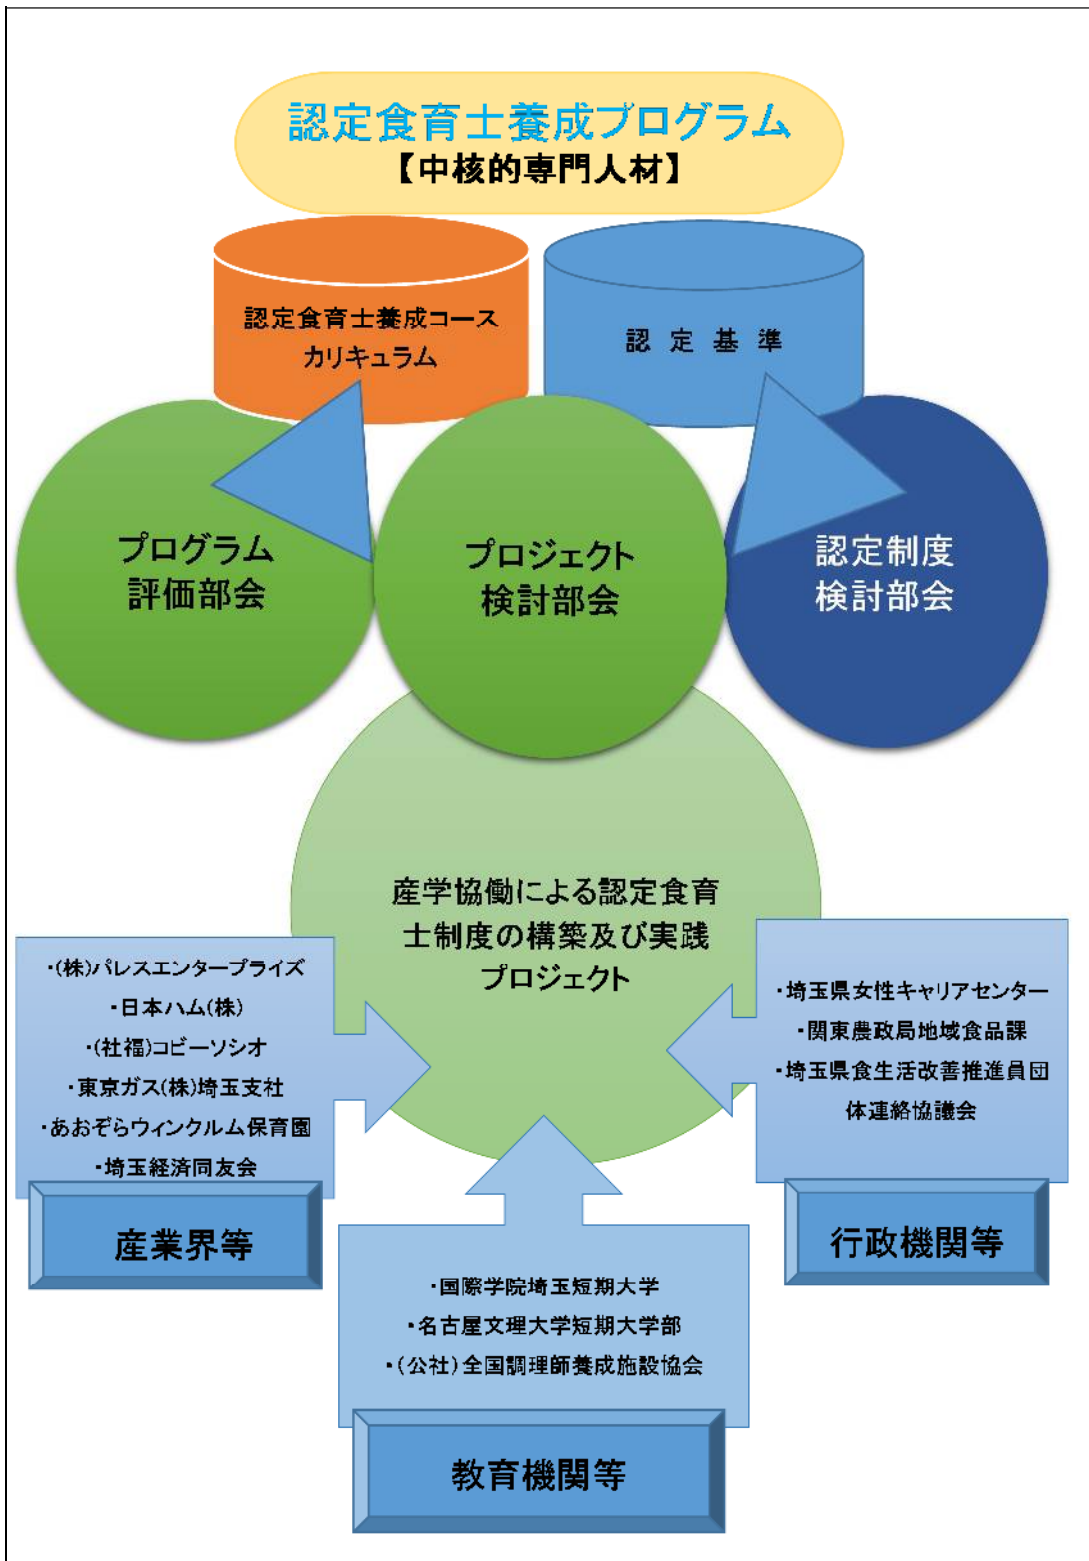 認定食育士養成プログラム
【中核的専門人材】
認定食育士養成コース
カリキュラム
認 定 基 準
プログラム
評価部会
プロジェクト
検討部会
認定制度
検討部会
産学協働による認定食育
士制度の構築及び実践
プロジェクト
・(株)パレスエンタープライズ
・日本ハム(株)
・(社福)コビーソシオ
・東京ガス(株)埼玉支社
・あおぞらウィンクルム保育園
・埼玉経済同友会
産業界等
・埼玉県女性キャリアセンター
・関東農政局地域食品課
・埼玉県食生活改善推進員団
体連絡協議会
行政機関等
・国際学院埼玉短期大学
・名古屋文理大学短期大学部
・(公社)全国調理師養成施設協会
教育機関等